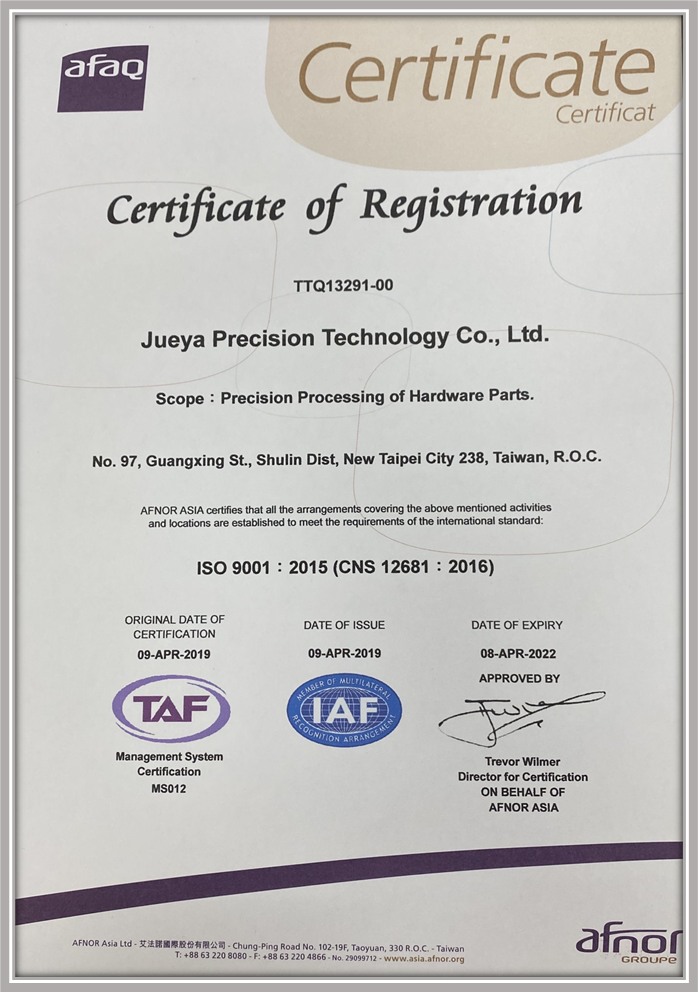 afaq
Certificate
Certificat
Certificate of Registration
TTQ13291-00
Jueya Precision Technology Co., Ltd.
Scope：Precision Processing of Hardware Parts.
No. 97, Guangxing St., Shulin Dist, New Taipei City 238, Taiwan, R.O.C.
AFNOR ASIA certifies that all the arrangements covering the above mentioned activities
and locations are established to meet the requirements of the international standard:
ISO 9001：2015 (CNS 12681：2016)
ORIGINAL DATE OF
CERTIFICATION
09-APR-2019
DATE OF ISSUE
09-APR-2019
DATE OF EXPIRY
08-APR-2022
APPROVED BY
TAF
Management System
Certification
MS012
MEMBER OF MULTILATERAL
IAF
RECOGNITION ARRANGEMENT
Trevor Wilmer
Director for Certification
ON BEHALF OF
AFNOR ASIA
AFNOR Asia Ltd - 艾法諾國際股份有限公司 - Chung-Ping Road No. 102-19F, Taoyuan, 330 R.O.C. - Taiwan
T: +88 63 220 8080 - F: +88 63 220 4866 - No. 29099712 - www.asia.afnor.org
afnor
GROUPE